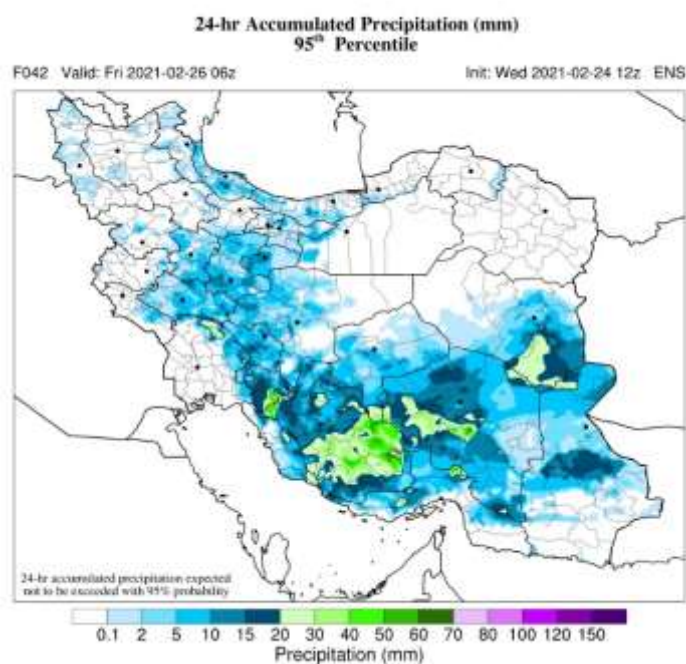 24-hr Accumulated Precipitation (mm)
95th Percentile
F042 Valid: Fri 2021-02-26 06z Init: Wed 2021-02-24 12z ENS
24-hr accumulated precipitation expected
not to be exceeded with 95% probability
0.1 2 5 10 15 20 30 40 50 60 70 80 100 120 150
Precipitation (mm)